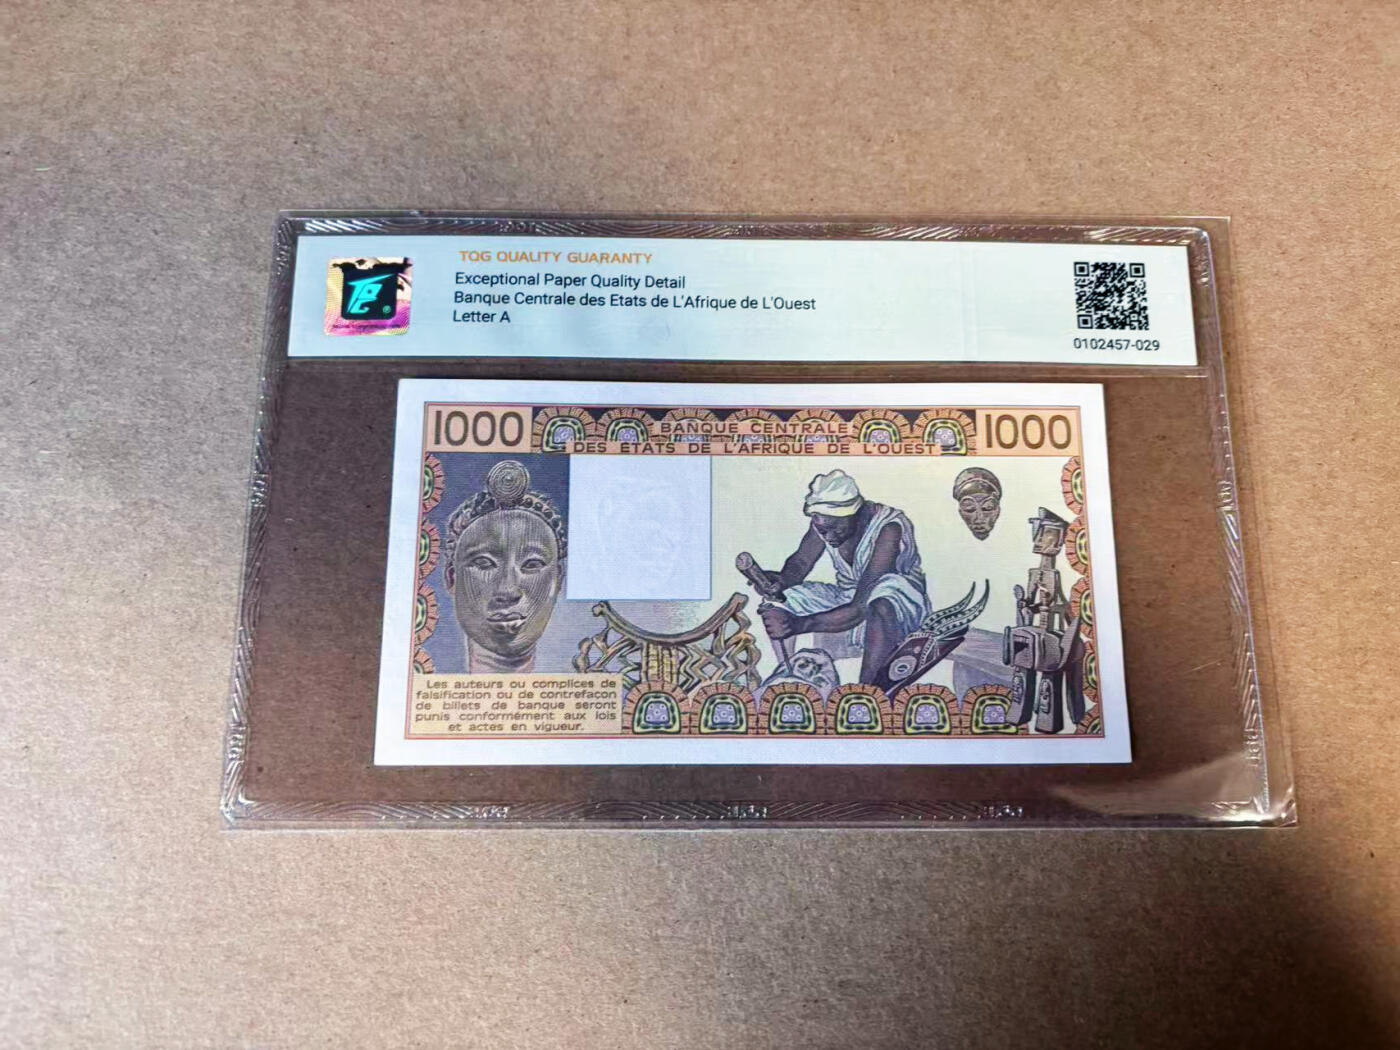 TQG QUALITY GUARANTY
Exceptional Paper Quality Detail
Banque Centrale des Etats de L'Afrique de L'Ouest
Letter A
0102457-029
1000
BANQUE CENTRALE
DES ETATS DE L'AFRIQUE DE L'OUEST
1000
Les auteurs ou complices de
falsification ou de contrefaçon
de billets de banque seront
punis conformément aux lois
et actes en vigueur.